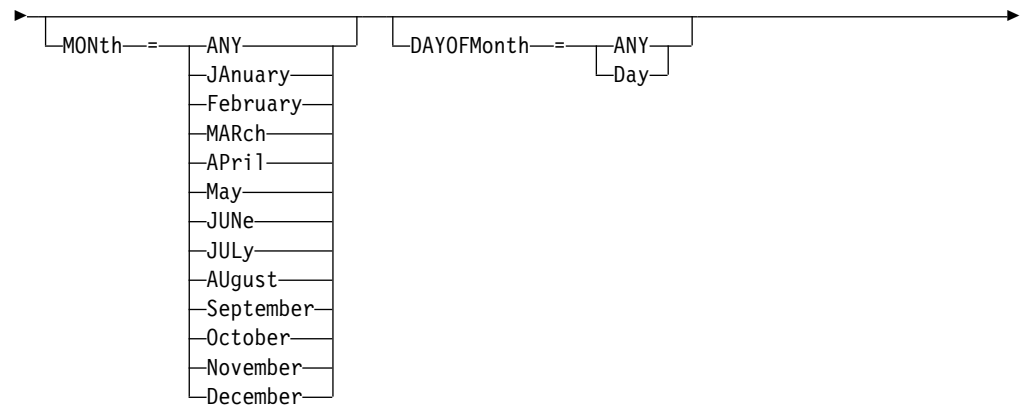 MONth = ANY DAYOFMonth = ANY
JAnuary Day
February
MARch
APril
May
JUNe
JULy
AUgust
September
October
November
December